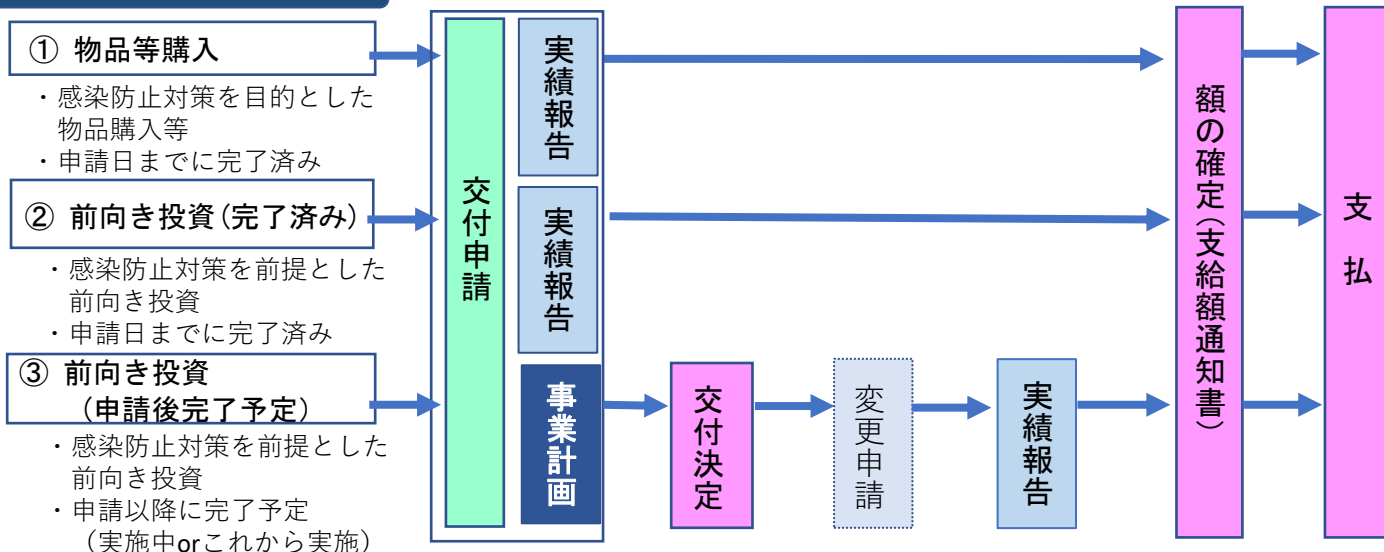 ① 物品等購入
・感染防止対策を目的とした
物品購入等
・申請日までに完了済み
② 前向き投資(完了済み)
・感染防止対策を前提とした
前向き投資
・申請日までに完了済み
③ 前向き投資
（申請後完了予定）
・感染防止対策を前提とした
前向き投資
・申請以降に完了予定
（実施中orこれから実施）
交付申請
実績報告
実績報告
事業計画
交付決定
変更申請
実績報告
額の確定（支給額通知書）
支払